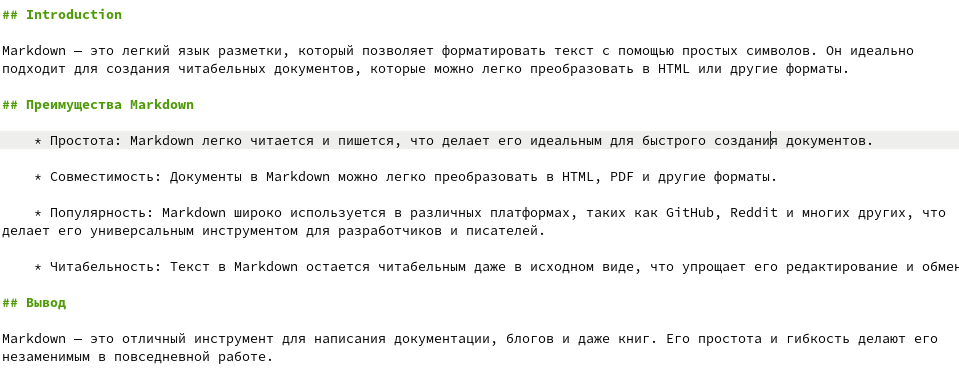 ## Introduction
Markdown — это легкий язык разметки, который позволяет форматировать текст с помощью простых символов. Он идеально
подходит для создания читабельных документов, которые можно легко преобразовать в HTML или другие форматы.
## Преимущества Markdown
* Простота: Markdown легко читается и пишется, что делает его идеальным для быстрого создания документов.
* Совместимость: Документы в Markdown можно легко преобразовать в HTML, PDF и другие форматы.
* Популярность: Markdown широко используется в различных платформах, таких как GitHub, Reddit и многих других, что
делает его универсальным инструментом для разработчиков и писателей.
* Читабельность: Текст в Markdown остается читабельным даже в исходном виде, что упрощает его редактирование и обмен
## Вывод
Markdown — это отличный инструмент для написания документации, блогов и даже книг. Его простота и гибкость делают его
незаменимым в повседневной работе.